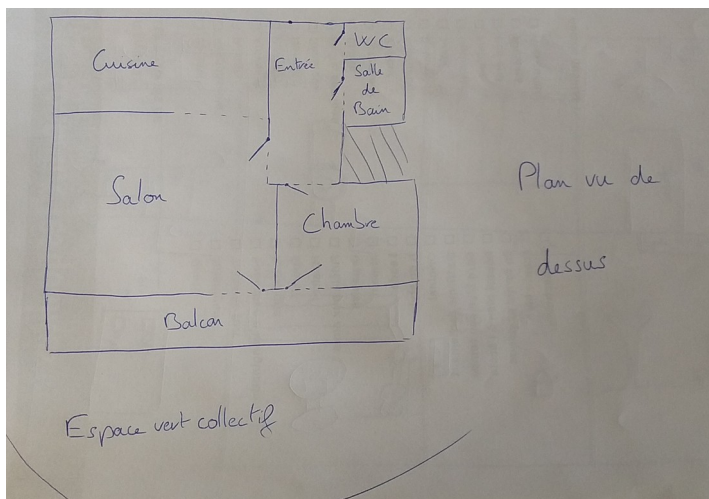 Cuisine
Entrée
WC
Salle
de
Bain
Salon
Chambre
Plan vu de
dessus
Balcon
Espace vert collectif